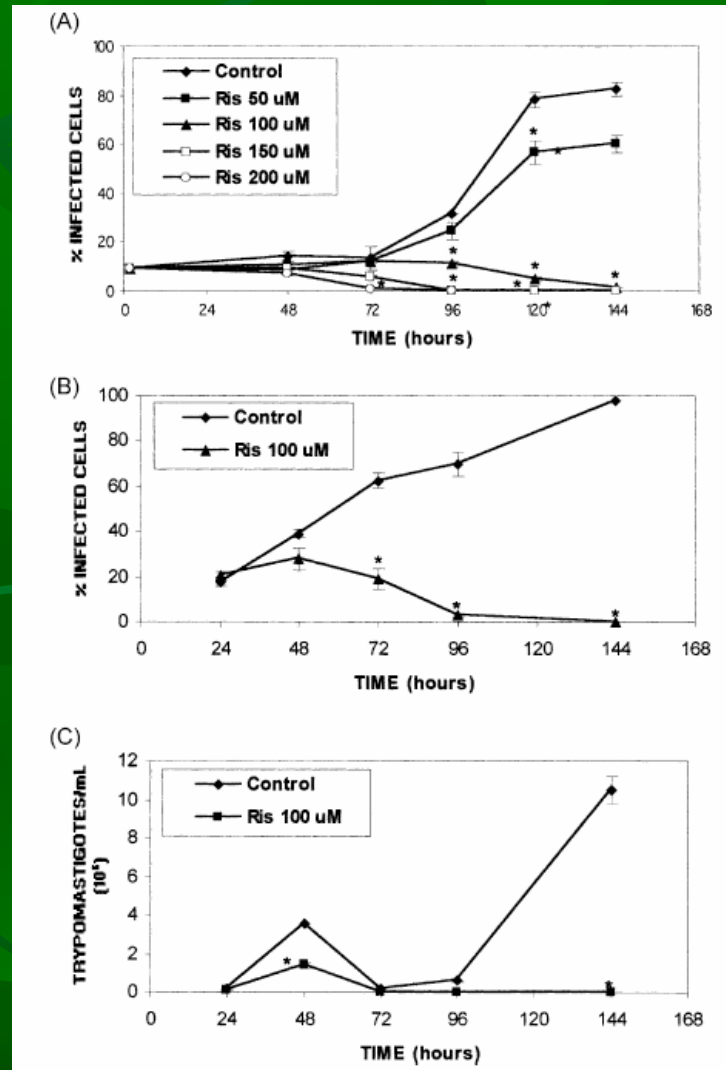 (A)
100
80
60
40
20
0
% INFECTED CELLS
Control
Ris 50 uM
Ris 100 uM
Ris 150 uM
Ris 200 uM
* * * * * * * * * *
0 24 48 72 96 120 144 168
TIME (hours)
(B)
100
80
60
40
20
0
% INFECTED CELLS
Control
Ris 100 uM
* * *
0 24 48 72 96 120 144 168
TIME (hours)
(C)
12
10
8
6
4
2
0
TRYPOMASTIGOTES/mL
Control
Ris 100 uM
* *
0 24 48 72 96 120 144 168
TIME (hours)